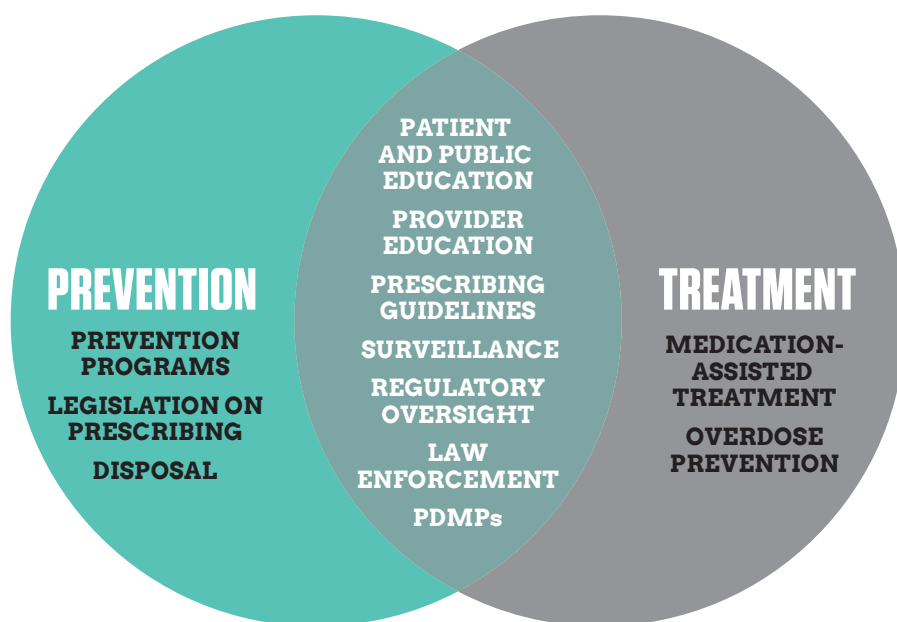 PREVENTION
PREVENTION
PROGRAMS
LEGISLATION ON
PRESCRIBING
DISPOSAL
PATIENT
AND PUBLIC
EDUCATION
PROVIDER
EDUCATION
PRESCRIBING
GUIDELINES
SURVEILLANCE
REGULATORY
OVERSIGHT
LAW
ENFORCEMENT
PDMPs
TREATMENT
MEDICATION-
ASSISTED
TREATMENT
OVERDOSE
PREVENTION